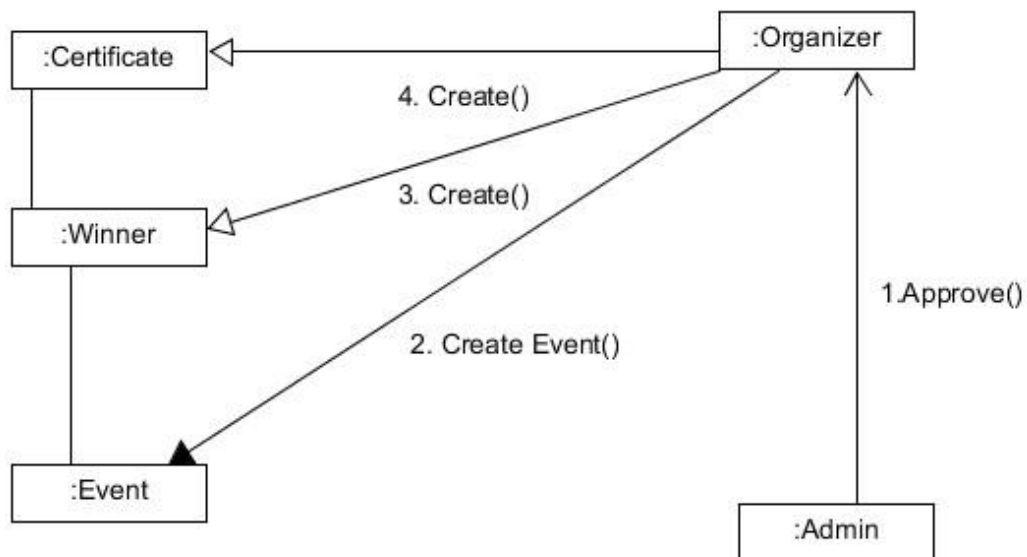 :Certificate
:Organizer
4. Create()
3. Create()
:Winner
1.Approve()
2. Create Event()
:Event
:Admin